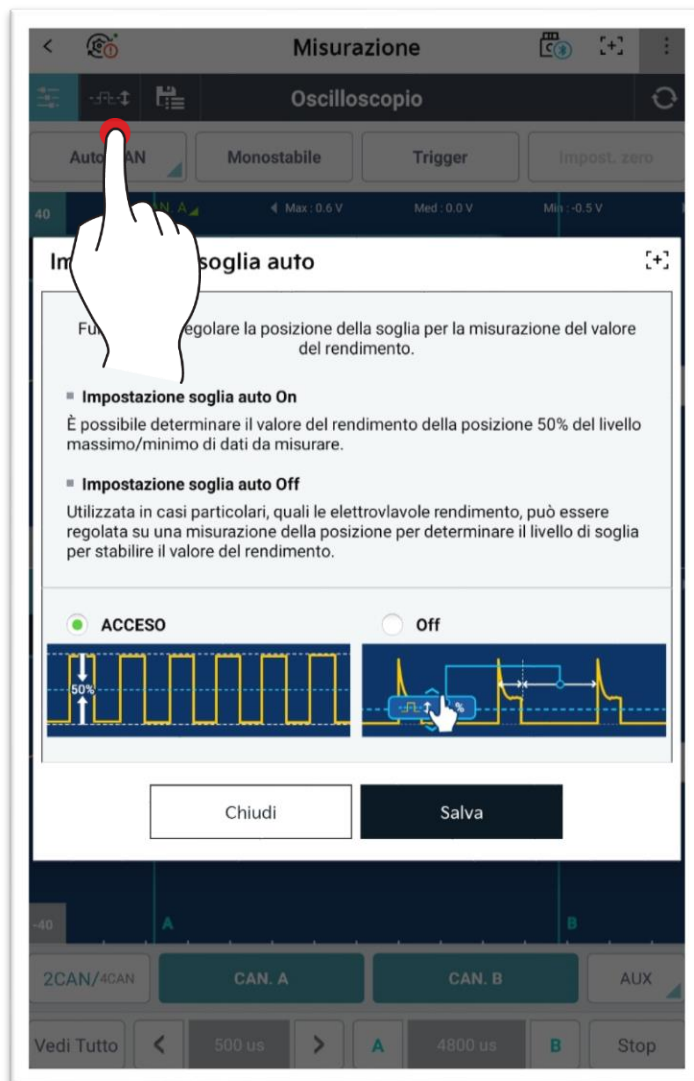 Misurazione
Oscilloscopio
Auto AN
Monostabile
Trigger
Impost. zero
40
AN. A
Max : 0.6 V
Med : 0.0 V
Min : -0.5 V
soglia auto
egolare la posizione della soglia per la misurazione del valore
del rendimento.
Impostazione soglia auto On
È possibile determinare il valore del rendimento della posizione 50% del livello
massimo/minimo di dati da misurare.
Impostazione soglia auto Off
Utilizzata in casi particolari, quali le elettrovlavole rendimento, può essere
regolata su una misurazione della posizione per determinare il livello di soglia
per stabilire il valore del rendimento.
ACCESO
Off
50%
%
Chiudi
Salva
-40
A
B
2CAN/4CAN
CAN. A
CAN. B
AUX
Vedi Tutto
500 us
A
4800 us
B
Stop